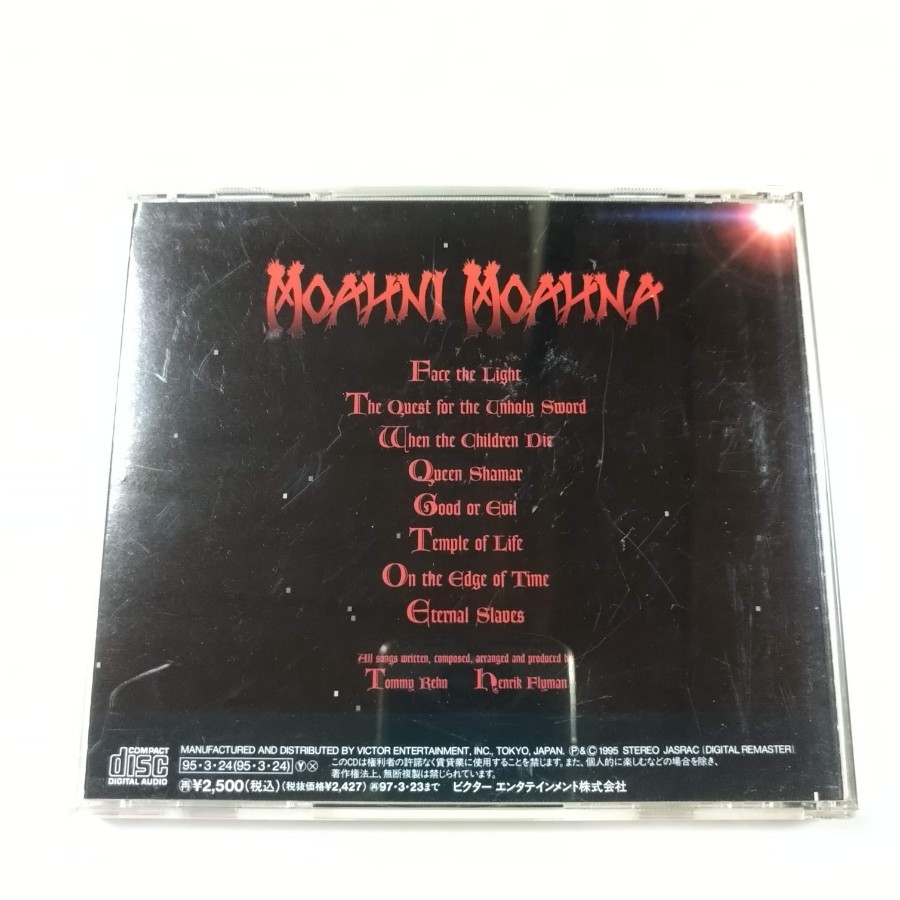 MOAHNI MOAHNA
Face the Light
The Quest for the Unholy Sword
When the Children Die
Queen Shamar
Good or Evil
Temple of Life
On the Edge of Time
Eternal Slaves
All songs written, composed, arranged and produced b
Tommy Rehn Henrik Flyman
COMPACT disc DIGITAL AUDIO
MANUFACTURED AND DISTRIBUTED BY VICTOR ENTERTAINMENT, INC., TOKYO, JAPAN. Ⓟ&Ⓒ 1995 STEREO JASRAC [DIGITAL REMASTER]
95・3・24(95・3・24) Ⓨ Ⓧ このCDは権利者の許諾なく賃貸業に使用することを禁じます。また、個人的に楽しむなどの場合を除き、
著作権法上、無断複製は禁じられています。
㊢¥2,500(税込)(税抜価格¥2,427) ㊢97・3・23まで ビクター エンタテインメント株式会社